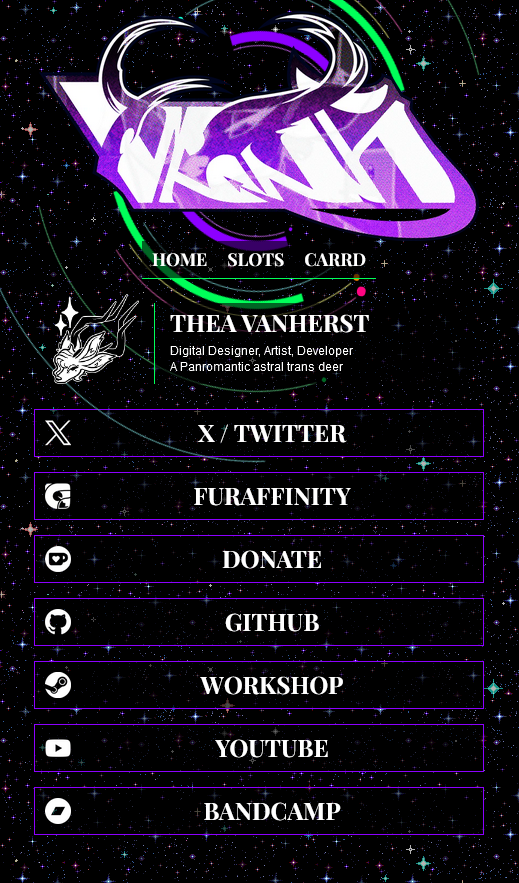 HOME SLOTS CARRD
THEA VANHERST
Digital Designer, Artist, Developer
A Panromantic astral trans deer
X / TWITTER
FURAFFINITY
DONATE
GITHUB
WORKSHOP
YOUTUBE
BANDCAMP